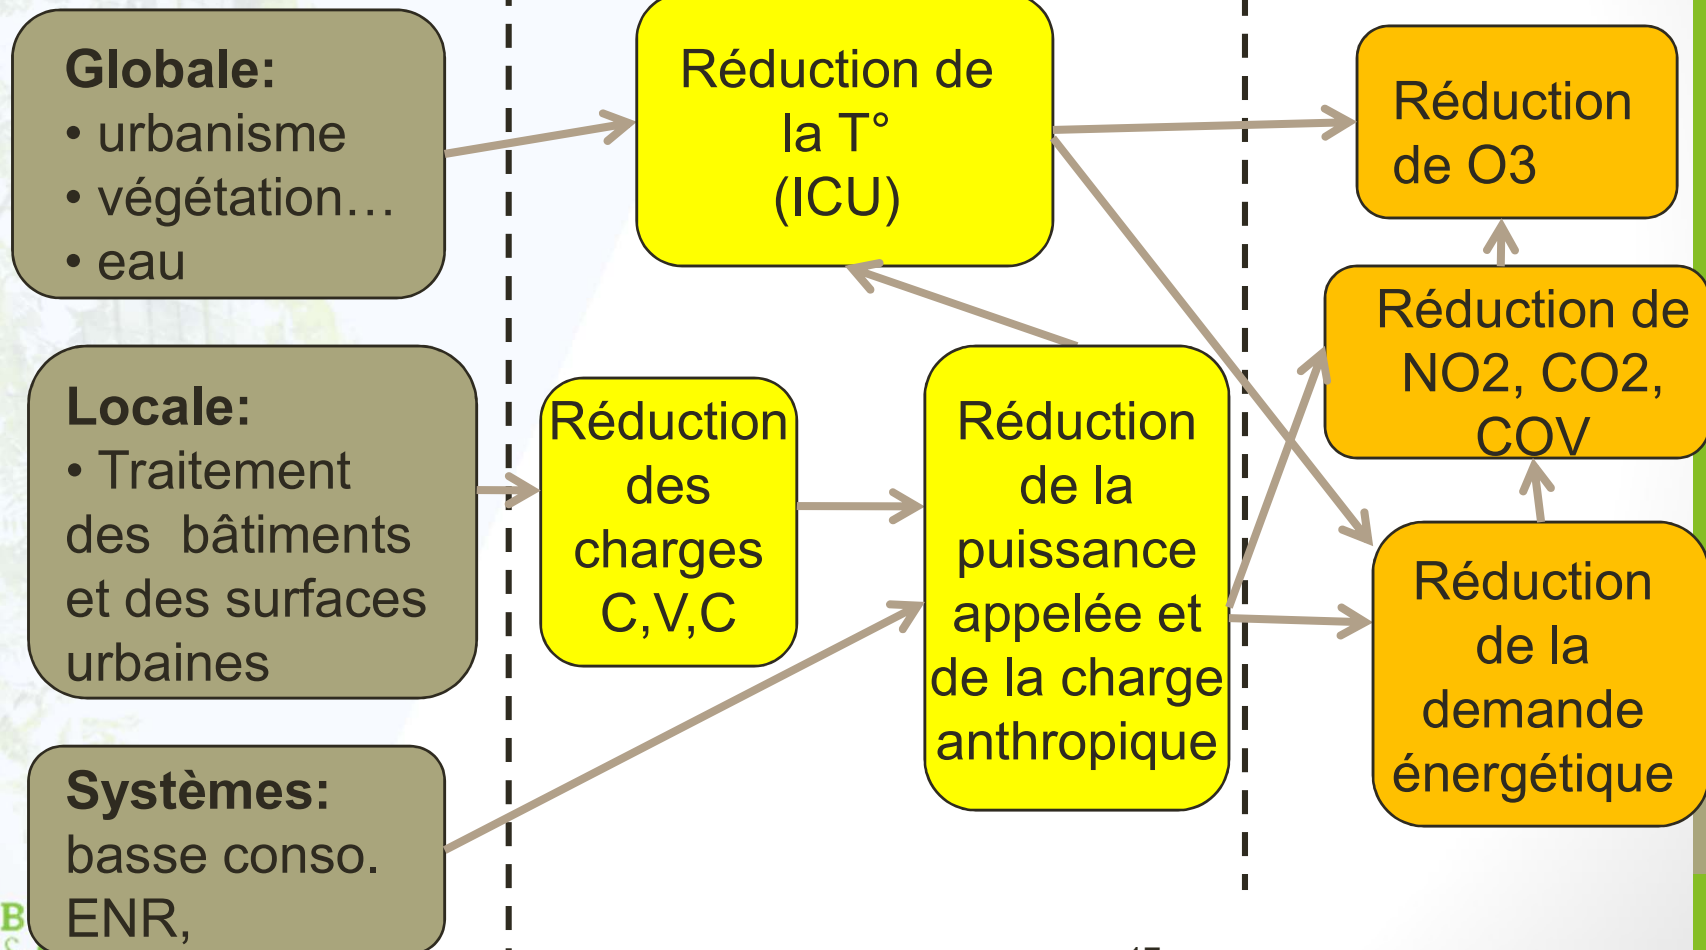 Globale:
• urbanisme
• végétation…
• eau
Réduction de
la T°
(ICU)
Réduction
de O3
Réduction de
NO2, CO2,
COV
Locale:
• Traitement
des bâtiments
et des surfaces
urbaines
Réduction
des
charges
C,V,C
Réduction
de la
puissance
appelée et
de la charge
anthropique
Réduction
de la
demande
énergétique
Systèmes:
basse conso.
ENR,
B